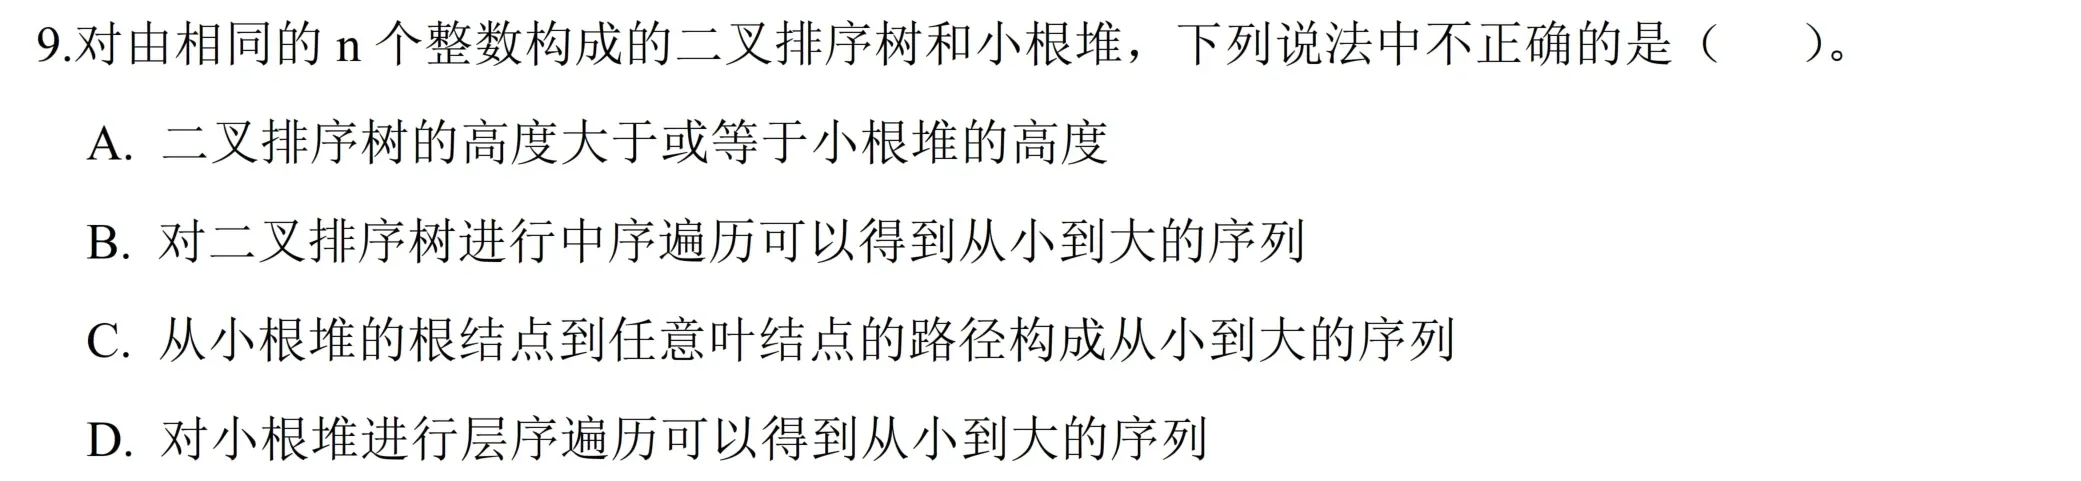 9.对由相同的 n 个整数构成的二叉排序树和小根堆，下列说法中不正确的是（　　）。
A. 二叉排序树的高度大于或等于小根堆的高度
B. 对二叉排序树进行中序遍历可以得到从小到大的序列
C. 从小根堆的根结点到任意叶结点的路径构成从小到大的序列
D. 对小根堆进行层序遍历可以得到从小到大的序列